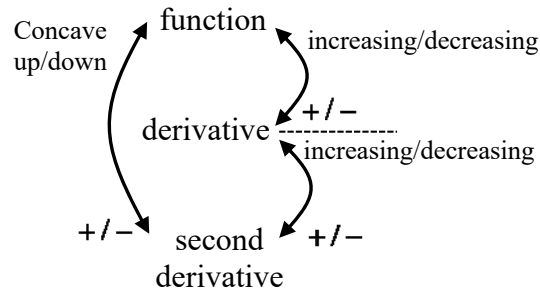 Concave
up/down
function
increasing/decreasing
+/−
derivative
increasing/decreasing
+/−
second
derivative
+/−